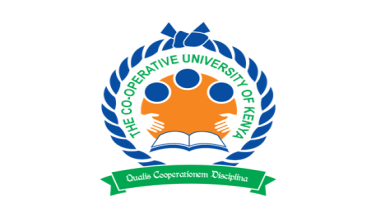 THE CO-OPERATIVE UNIVERSITY OF KENYA
Qualis Cooperationem Disciplina